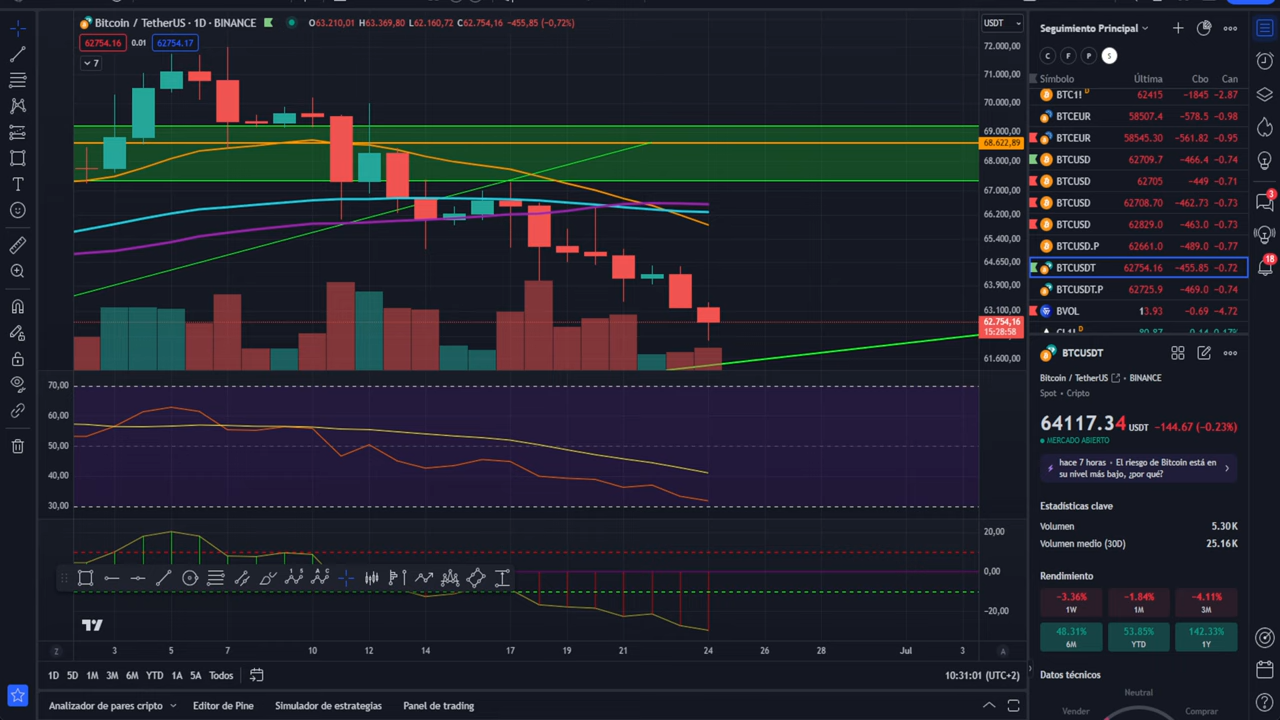 Bitcoin / TetherUS · 1D · BINANCE O63.210,01 H63.369,80 L62.160,72 C62.754,16 −455,85 (−0,72%)
62754.16 0.01 62754.17
7
USDT
72.000,00
71.000,00
70.000,00
69.000,00
68.622,89
68.000,00
67.000,00
66.200,00
65.400,00
64.650,00
63.900,00
63.100,00
62.754,16
15:28:58
61.600,00
70,00
60,00
50,00
40,00
30,00
20,00
0,00
−20,00
3 5 7 10 12 14 17 19 21 24 26 28 Jul 3
Z
A
1D 5D 1M 3M 6M YTD 1A 5A Todos
10:31:01 (UTC+2)
Analizador de pares cripto Editor de Pine Simulador de estrategias Panel de trading
Seguimiento Principal
C F P S
Símbolo Última Cbo Can
BTC1! D 62415 −1845 −2.87
BTCEUR 58507.4 −578.5 −0.98
BTCEUR 58545.30 −561.82 −0.95
BTCUSD 62709.7 −466.4 −0.74
BTCUSD 62705 −449 −0.71
BTCUSD 62708.70 −462.73 −0.73
BTCUSD 62829.0 −463.0 −0.73
BTCUSD.P 62661.0 −489.0 −0.77
BTCUSDT 62754.16 −455.85 −0.72
BTCUSDT.P 62725.9 −469.0 −0.74
BVOL 13.93 −0.69 −4.72
BTCUSDT
Bitcoin / TetherUS · BINANCE
Spot · Cripto
64117.34 USDT −144.67 (−0.23%)
MERCADO ABIERTO
hace 7 horas · El riesgo de Bitcoin está en
su nivel más bajo, ¿por qué?
Estadísticas clave
Volumen 5.30K
Volumen medio (30D) 25.16K
Rendimiento
−3.36% −1.84% −4.11%
1W 1M 3M
48.31% 53.85% 142.33%
6M YTD 1Y
Datos técnicos
Neutral
Vender Comprar
3
18